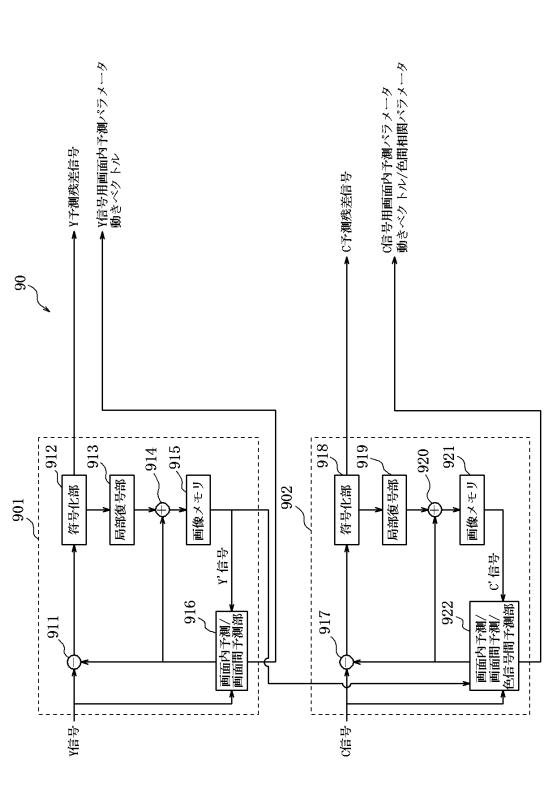 90
901
Y信号
911
912
符号化部
913
局部復号部
914
915
画像メモリ
916
画面内予測/
画面間予測部
Y'信号
Y予測残差信号
Y信号用画面内予測パラメータ
動きベクトル
902
C信号
917
918
符号化部
919
局部復号部
920
921
画像メモリ
922
画面内予測/
画面間予測/
色信号間予測部
C'信号
C予測残差信号
C信号用画面内予測パラメータ
動きベクトル/色間相関パラメータ